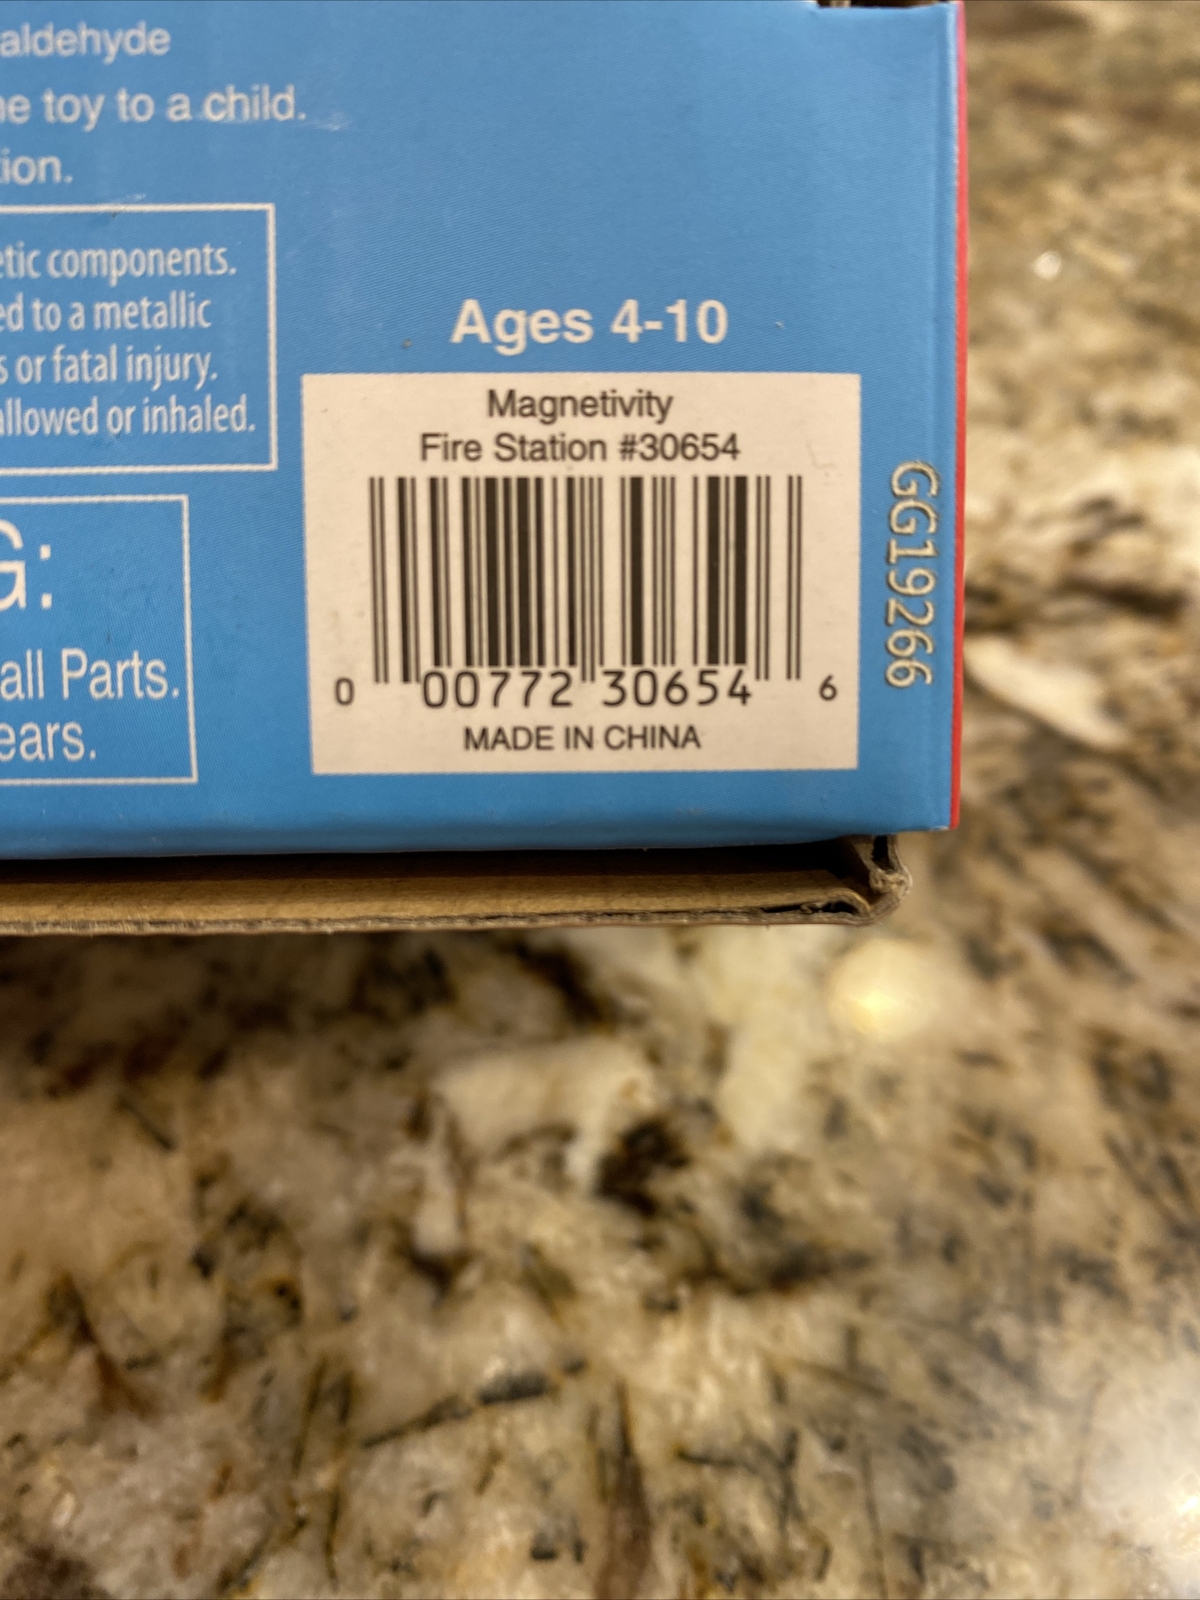 aldehyde
he toy to a child.
tion.
etic components.
ed to a metallic
s or fatal injury.
allowed or inhaled.
G:
all Parts.
ears.
Ages 4-10
Magnetivity
Fire Station #30654
0 00772 30654 6
MADE IN CHINA
GG19266